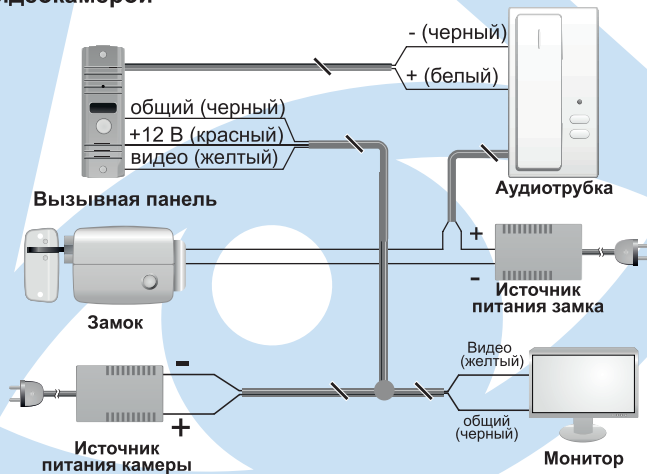 - (черный)
+ (белый)
общий (черный)
+12 В (красный)
видео (желтый)
Вызывная панель
Аудиотрубка
+
-
Источник
питания замка
Замок
Видео
(желтый)
общий
(черный)
-
+
Источник
питания камеры
Монитор